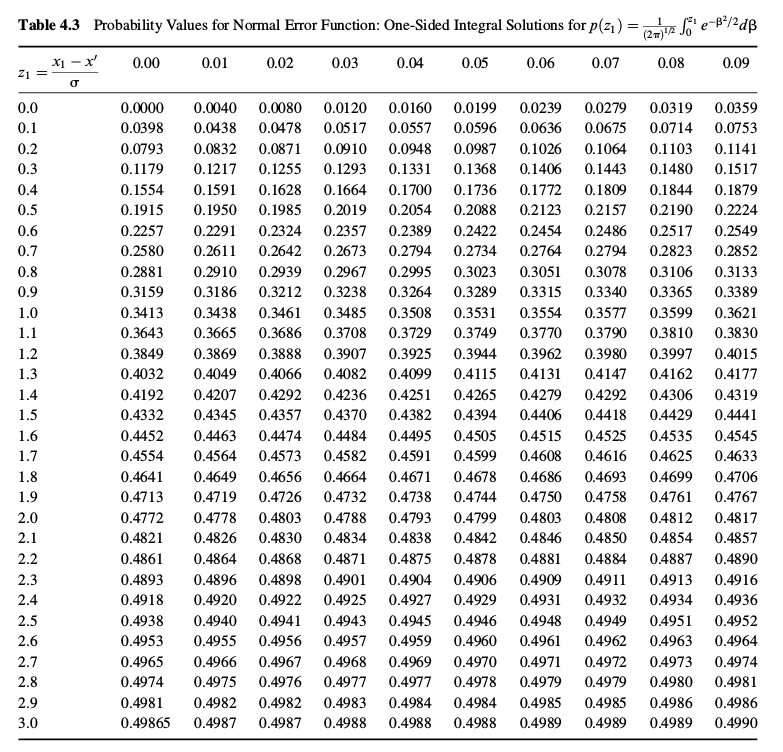 Table 4.3 Probability Values for Normal Error Function: One-Sided Integral Solutions for p(z₁) = 1/(2π)^1/2 ∫₀^z₁ e^−β²/2 dβ
z₁ = (x₁ − x′)/σ 0.00 0.01 0.02 0.03 0.04 0.05 0.06 0.07 0.08 0.09
0.0 0.0000 0.0040 0.0080 0.0120 0.0160 0.0199 0.0239 0.0279 0.0319 0.0359
0.1 0.0398 0.0438 0.0478 0.0517 0.0557 0.0596 0.0636 0.0675 0.0714 0.0753
0.2 0.0793 0.0832 0.0871 0.0910 0.0948 0.0987 0.1026 0.1064 0.1103 0.1141
0.3 0.1179 0.1217 0.1255 0.1293 0.1331 0.1368 0.1406 0.1443 0.1480 0.1517
0.4 0.1554 0.1591 0.1628 0.1664 0.1700 0.1736 0.1772 0.1809 0.1844 0.1879
0.5 0.1915 0.1950 0.1985 0.2019 0.2054 0.2088 0.2123 0.2157 0.2190 0.2224
0.6 0.2257 0.2291 0.2324 0.2357 0.2389 0.2422 0.2454 0.2486 0.2517 0.2549
0.7 0.2580 0.2611 0.2642 0.2673 0.2794 0.2734 0.2764 0.2794 0.2823 0.2852
0.8 0.2881 0.2910 0.2939 0.2967 0.2995 0.3023 0.3051 0.3078 0.3106 0.3133
0.9 0.3159 0.3186 0.3212 0.3238 0.3264 0.3289 0.3315 0.3340 0.3365 0.3389
1.0 0.3413 0.3438 0.3461 0.3485 0.3508 0.3531 0.3554 0.3577 0.3599 0.3621
1.1 0.3643 0.3665 0.3686 0.3708 0.3729 0.3749 0.3770 0.3790 0.3810 0.3830
1.2 0.3849 0.3869 0.3888 0.3907 0.3925 0.3944 0.3962 0.3980 0.3997 0.4015
1.3 0.4032 0.4049 0.4066 0.4082 0.4099 0.4115 0.4131 0.4147 0.4162 0.4177
1.4 0.4192 0.4207 0.4292 0.4236 0.4251 0.4265 0.4279 0.4292 0.4306 0.4319
1.5 0.4332 0.4345 0.4357 0.4370 0.4382 0.4394 0.4406 0.4418 0.4429 0.4441
1.6 0.4452 0.4463 0.4474 0.4484 0.4495 0.4505 0.4515 0.4525 0.4535 0.4545
1.7 0.4554 0.4564 0.4573 0.4582 0.4591 0.4599 0.4608 0.4616 0.4625 0.4633
1.8 0.4641 0.4649 0.4656 0.4664 0.4671 0.4678 0.4686 0.4693 0.4699 0.4706
1.9 0.4713 0.4719 0.4726 0.4732 0.4738 0.4744 0.4750 0.4758 0.4761 0.4767
2.0 0.4772 0.4778 0.4803 0.4788 0.4793 0.4799 0.4803 0.4808 0.4812 0.4817
2.1 0.4821 0.4826 0.4830 0.4834 0.4838 0.4842 0.4846 0.4850 0.4854 0.4857
2.2 0.4861 0.4864 0.4868 0.4871 0.4875 0.4878 0.4881 0.4884 0.4887 0.4890
2.3 0.4893 0.4896 0.4898 0.4901 0.4904 0.4906 0.4909 0.4911 0.4913 0.4916
2.4 0.4918 0.4920 0.4922 0.4925 0.4927 0.4929 0.4931 0.4932 0.4934 0.4936
2.5 0.4938 0.4940 0.4941 0.4943 0.4945 0.4946 0.4948 0.4949 0.4951 0.4952
2.6 0.4953 0.4955 0.4956 0.4957 0.4959 0.4960 0.4961 0.4962 0.4963 0.4964
2.7 0.4965 0.4966 0.4967 0.4968 0.4969 0.4970 0.4971 0.4972 0.4973 0.4974
2.8 0.4974 0.4975 0.4976 0.4977 0.4977 0.4978 0.4979 0.4979 0.4980 0.4981
2.9 0.4981 0.4982 0.4982 0.4983 0.4984 0.4984 0.4985 0.4985 0.4986 0.4986
3.0 0.49865 0.4987 0.4987 0.4988 0.4988 0.4988 0.4989 0.4989 0.4989 0.4990